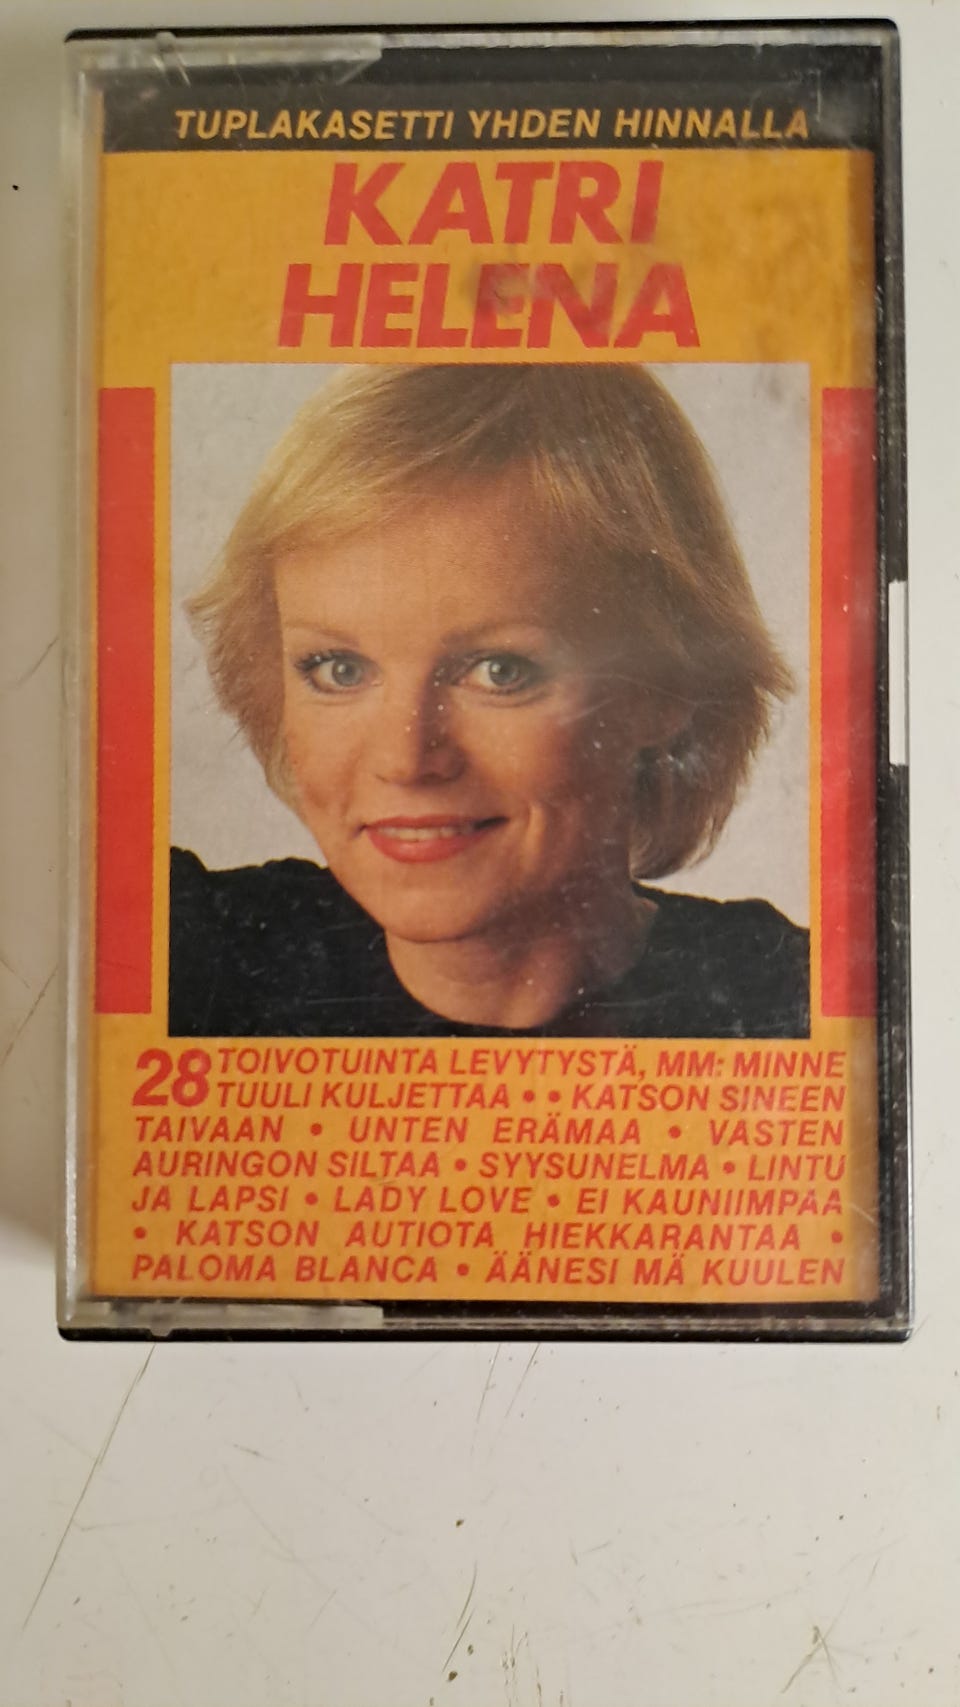 TUPLAKASETTI YHDEN HINNALLA
KATRI
HELENA
28 TOIVOTUINTA LEVYTYSTÄ, MM: MINNE
TUULI KULJETTAA • • KATSON SINEEN
TAIVAAN • UNTEN ERÄMAA • VASTEN
AURINGON SILTAA • SYYSUNELMA • LINTU
JA LAPSI • LADY LOVE • EI KAUNIIMPAA
• KATSON AUTIOTA HIEKKARANTAA •
PALOMA BLANCA • ÄÄNESI MÄ KUULEN